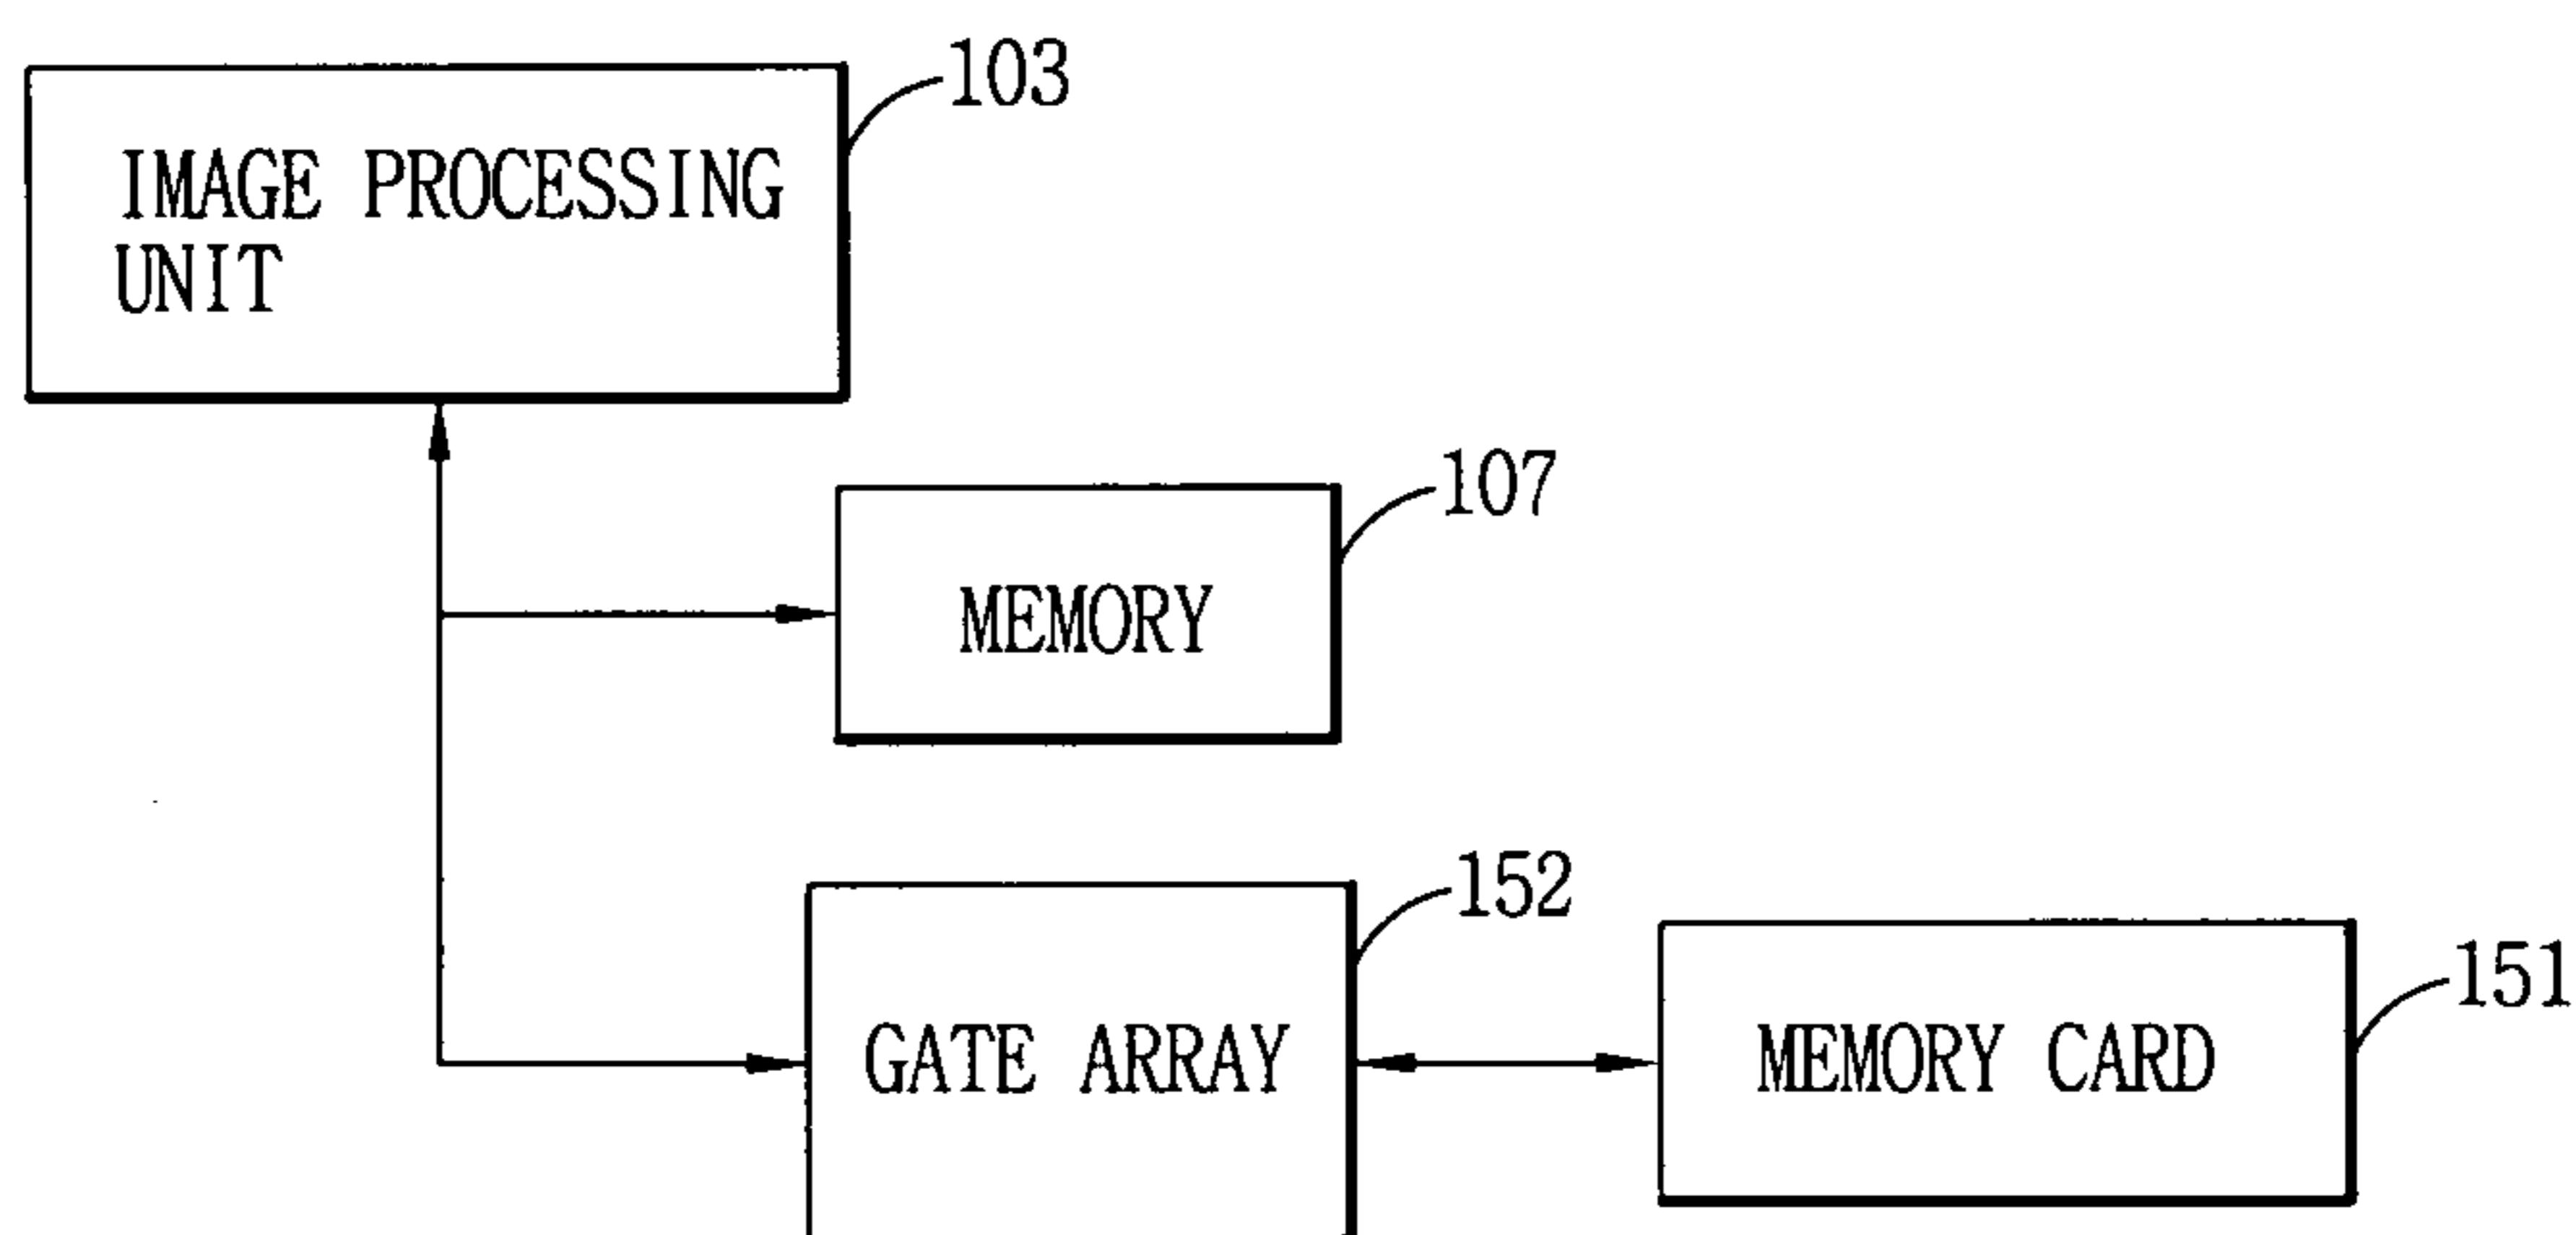 103
IMAGE PROCESSING
UNIT
107
MEMORY
152
GATE ARRAY
151
MEMORY CARD